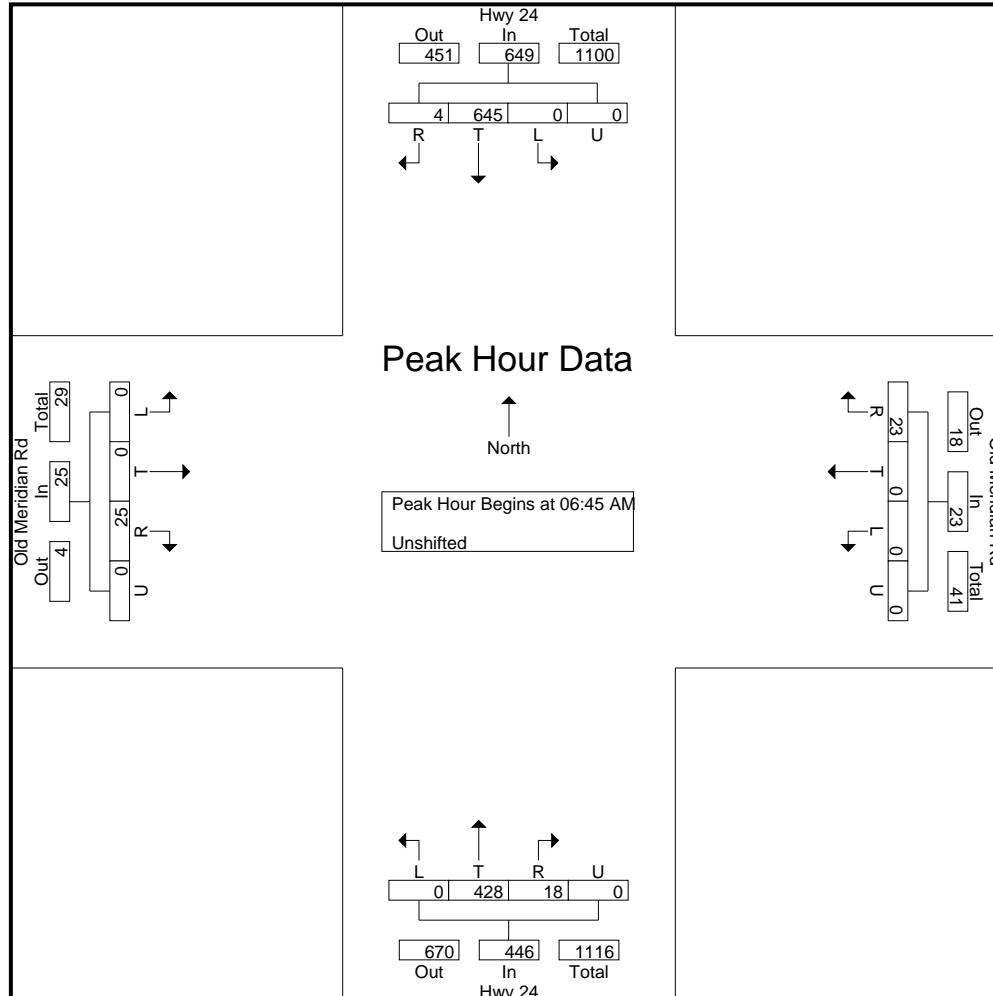 Hwy 24
Out In Total
451 649 1100
4 645 0 0
R T L U
Peak Hour Data
North
Peak Hour Begins at 06:45 AM
Unshifted
Old Meridian Rd
Total In Out
29 25 4
0 0 25 0
L T R U
R T L U
23 0 0 0
Out In Total
18 23 41
L T R U
0 428 18 0
670 446 1116
Out In Total
Hwy 24